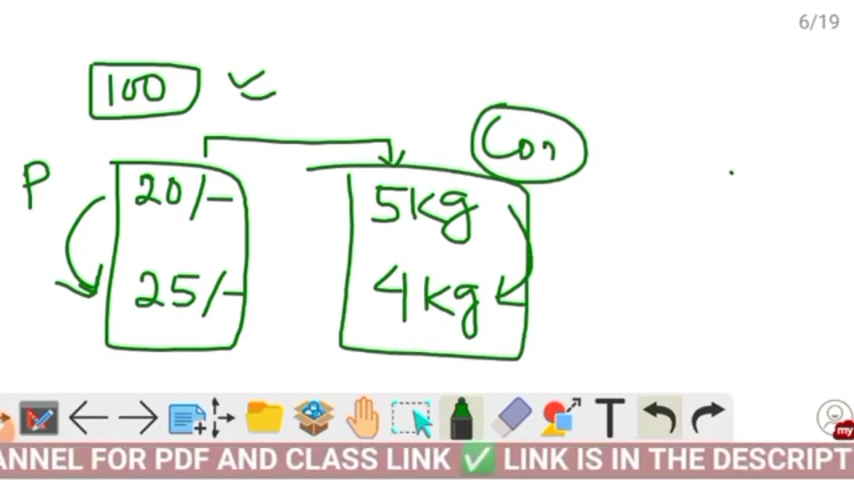 6/19
100
Con
P
20/-
5kg
25/-
4kg
T
my
ANNEL FOR PDF AND CLASS LINK ✅ LINK IS IN THE DESCRIPT